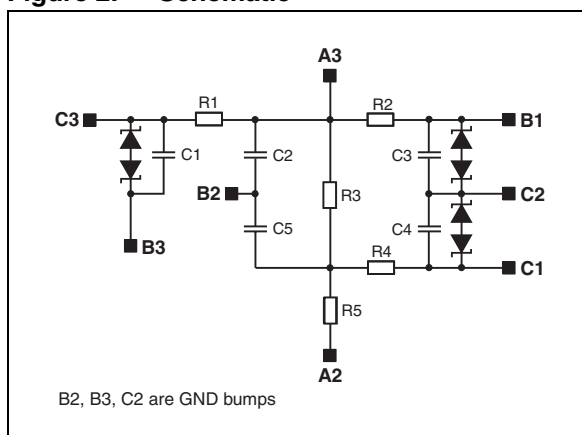 Figure 2. Schematic
A3
C3
R1
R2
B1
C1
C2
C3
B2
R3
C2
C5
C4
B3
R4
C1
R5
A2
B2, B3, C2 are GND bumps